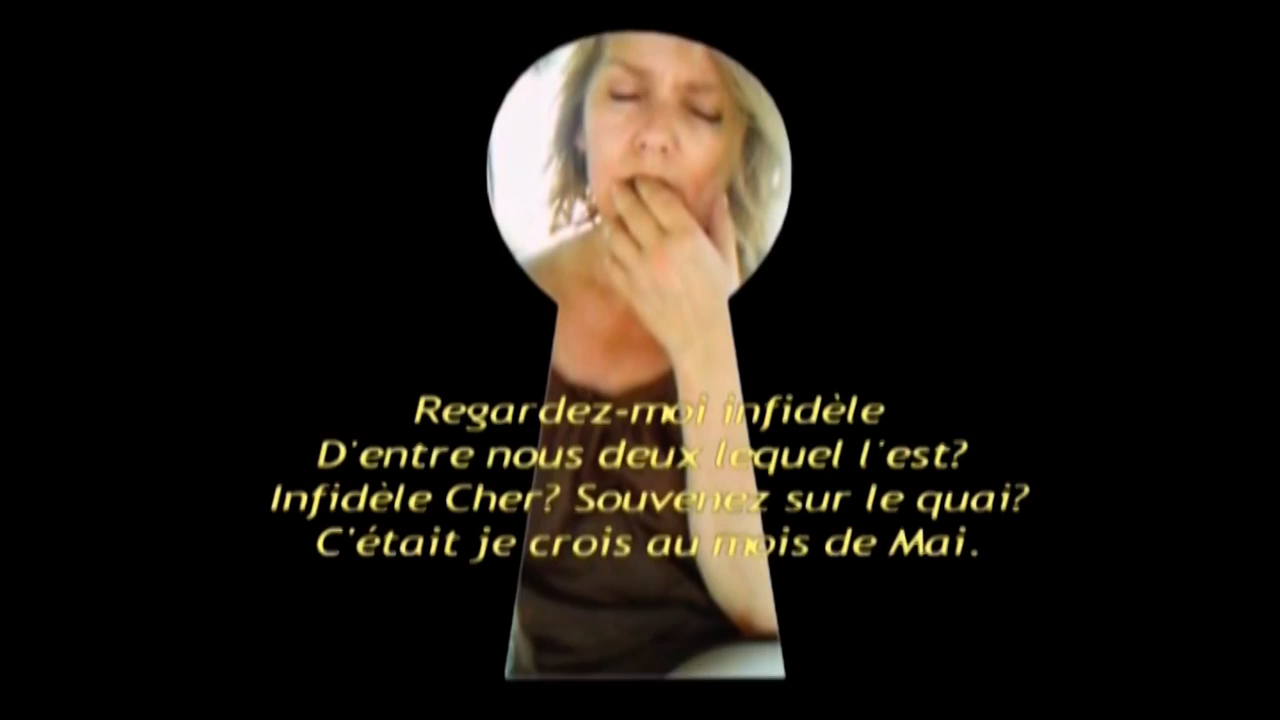 Regardez-moi infidèle
D'entre nous deux lequel l'est?
Infidèle Cher? Souvenez sur le quai?
C'était je crois au mois de Mai.